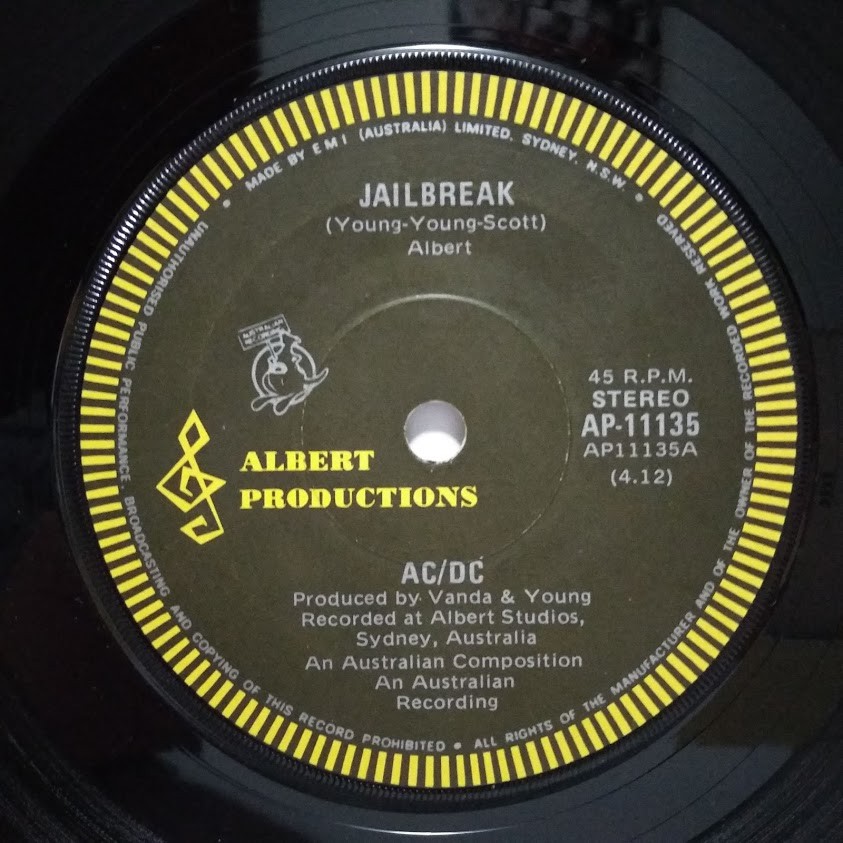 MADE BY EMI (AUSTRALIA) LIMITED. SYDNEY. N.S.W.
JAILBREAK
(Young-Young-Scott)
Albert
AUSTRALIAN
RECORDING
45 R.P.M.
STEREO
AP-11135
AP11135A
(4.12)
ALBERT
PRODUCTIONS
AC/DC
Produced by Vanda & Young
Recorded at Albert Studios,
Sydney, Australia
An Australian Composition
An Australian
Recording
UNAUTHORISED PUBLIC PERFORMANCE, BROADCASTING AND COPYING OF THIS RECORD PROHIBITED • ALL RIGHTS OF THE MANUFACTURER AND OF THE OWNER OF THE RECORDED WORK RESERVED